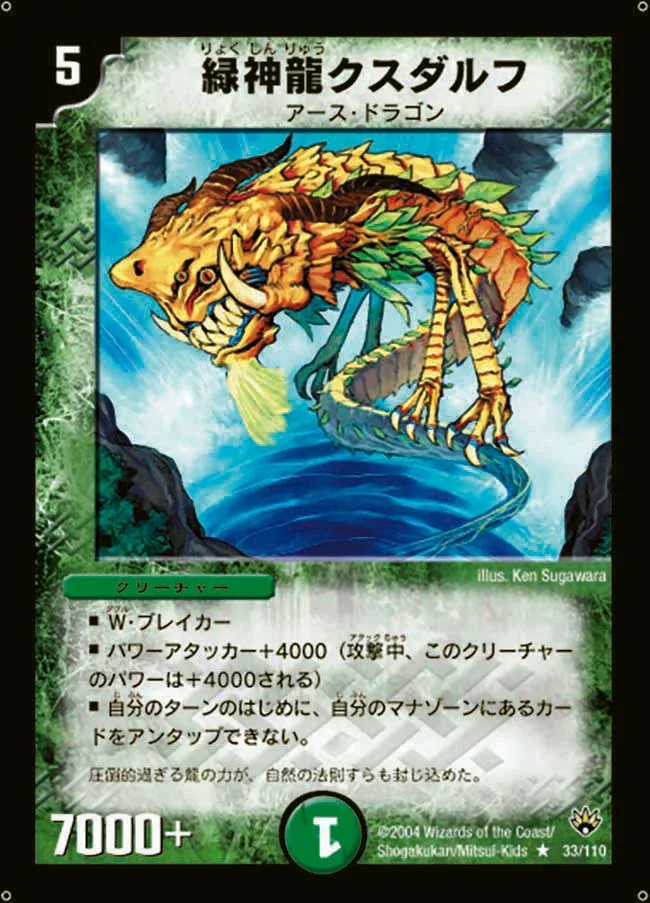 5
りょく しん りゅう
緑神龍クスダルフ
アース・ドラゴン
illus. Ken Sugawara
クリーチャー
ダブル
■ W・ブレイカー
アタックちゅう
■ パワーアタッカー+4000（攻撃中、このクリーチャー
のパワーは+4000される）
じぶん じぶん
■ 自分のターンのはじめに、自分のマナゾーンにあるカー
ドをアンタップできない。
圧倒的過ぎる龍の力が、自然の法則すらも封じ込めた。
7000+
1
©2004 Wizards of the Coast/
Shogakukan/Mitsui-Kids ★ 33/110